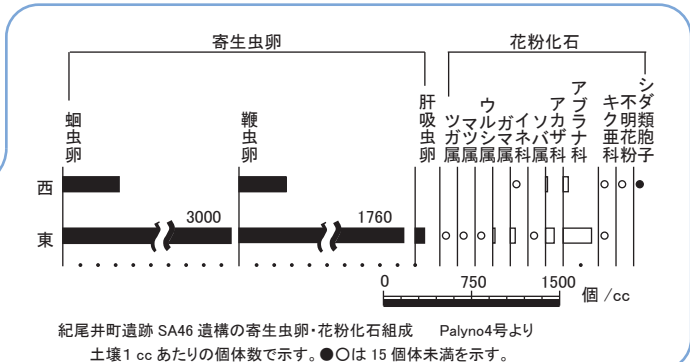 寄生虫卵
花粉化石
蛔虫卵
鞭虫卵
肝吸虫卵
ツガ属
マツ属
ウルシ属
ガマ属
イネ科
ソバ属
アカザ科
アブラナ科
キク亜科
不明花粉
シダ類胞子
西
東
3000
1760
0 750 1500 個/cc
紀尾井町遺跡 SA46 遺構の寄生虫卵・花粉化石組成 Palyno4号より
土壌1 cc あたりの個体数で示す。●○は 15 個体未満を示す。